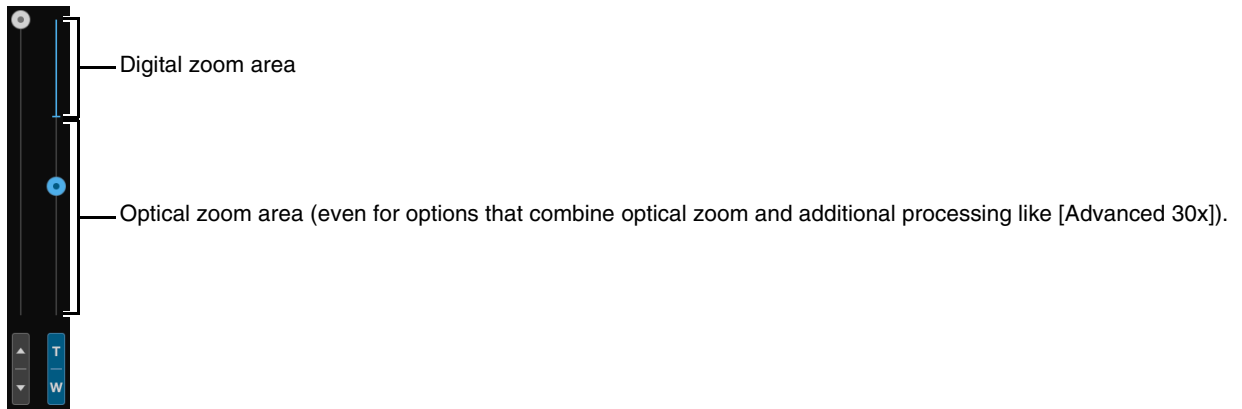 Digital zoom area
Optical zoom area (even for options that combine optical zoom and additional processing like [Advanced 30x]).
T
W